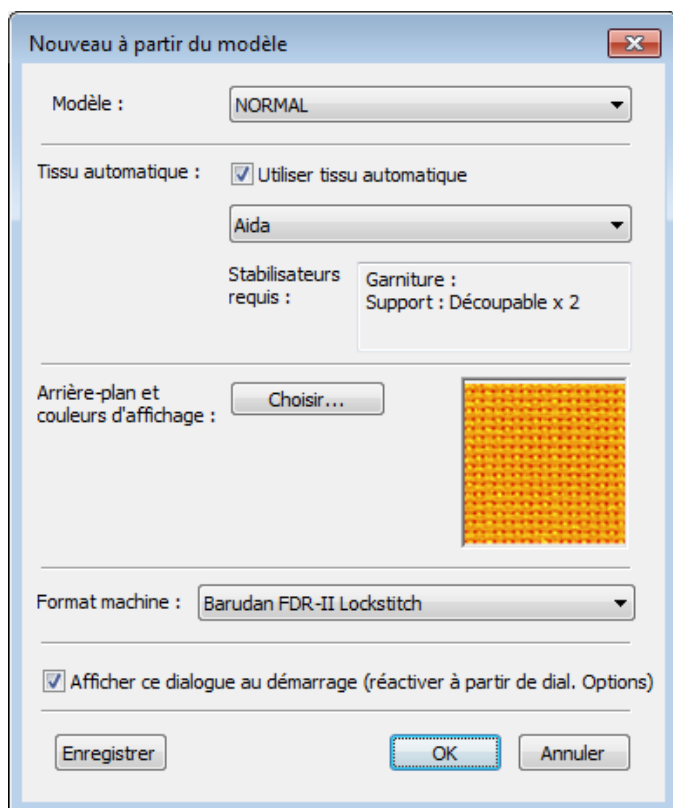 Nouveau à partir du modèle
Modèle :
NORMAL
Tissu automatique :
Utiliser tissu automatique
Aida
Stabilisateurs
requis :
Garniture :
Support : Découpable x 2
Arrière-plan et
couleurs d'affichage :
Choisir...
Format machine :
Barudan FDR-II Lockstitch
Afficher ce dialogue au démarrage (réactiver à partir de dial. Options)
Enregistrer
OK
Annuler